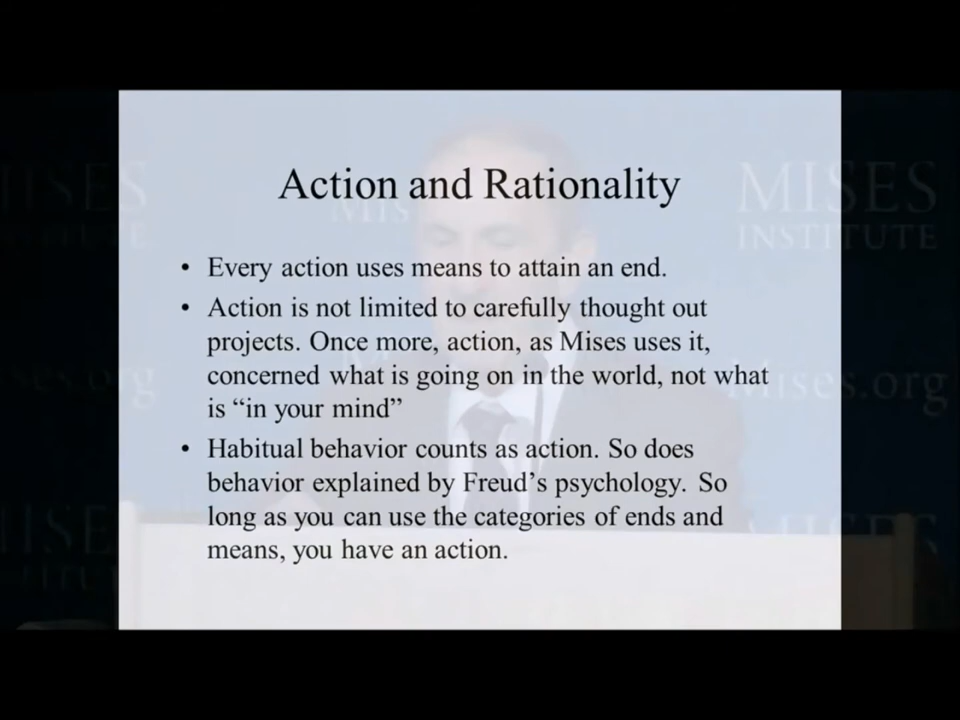 Action and Rationality
• Every action uses means to attain an end.
• Action is not limited to carefully thought out
projects. Once more, action, as Mises uses it,
concerned what is going on in the world, not what
is “in your mind”
• Habitual behavior counts as action. So does
behavior explained by Freud’s psychology. So
long as you can use the categories of ends and
means, you have an action.
MISES
INSTITUTE
Mises.org